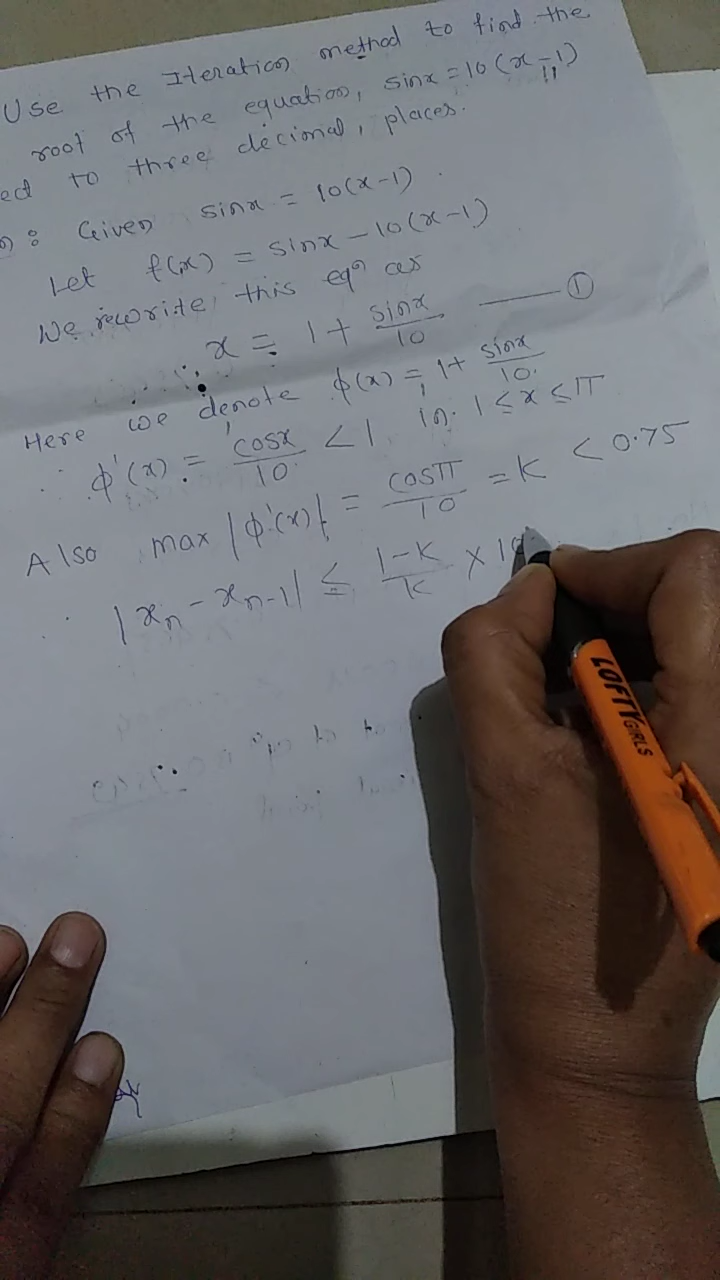 Use the Iteration method to find the
root of the equation, sinx = 10(x-1)
ed to three decimal, places.
n: Given sinx = 10(x-1).
Let f(x) = sinx - 10(x-1)
We rewrite this eqn as
∴ x = 1 + sinx/10 —— ①
Here we denote φ(x) = 1 + sinx/10.
∴ φ'(x) = cosx/10 < 1 in 1 ≤ x ≤ π
Also max |φ'(x)| = cosπ/10 = K < 0.75
∴ |xn - xn-1| ≤ 1-K/K × 10
LOFTY GIRLS